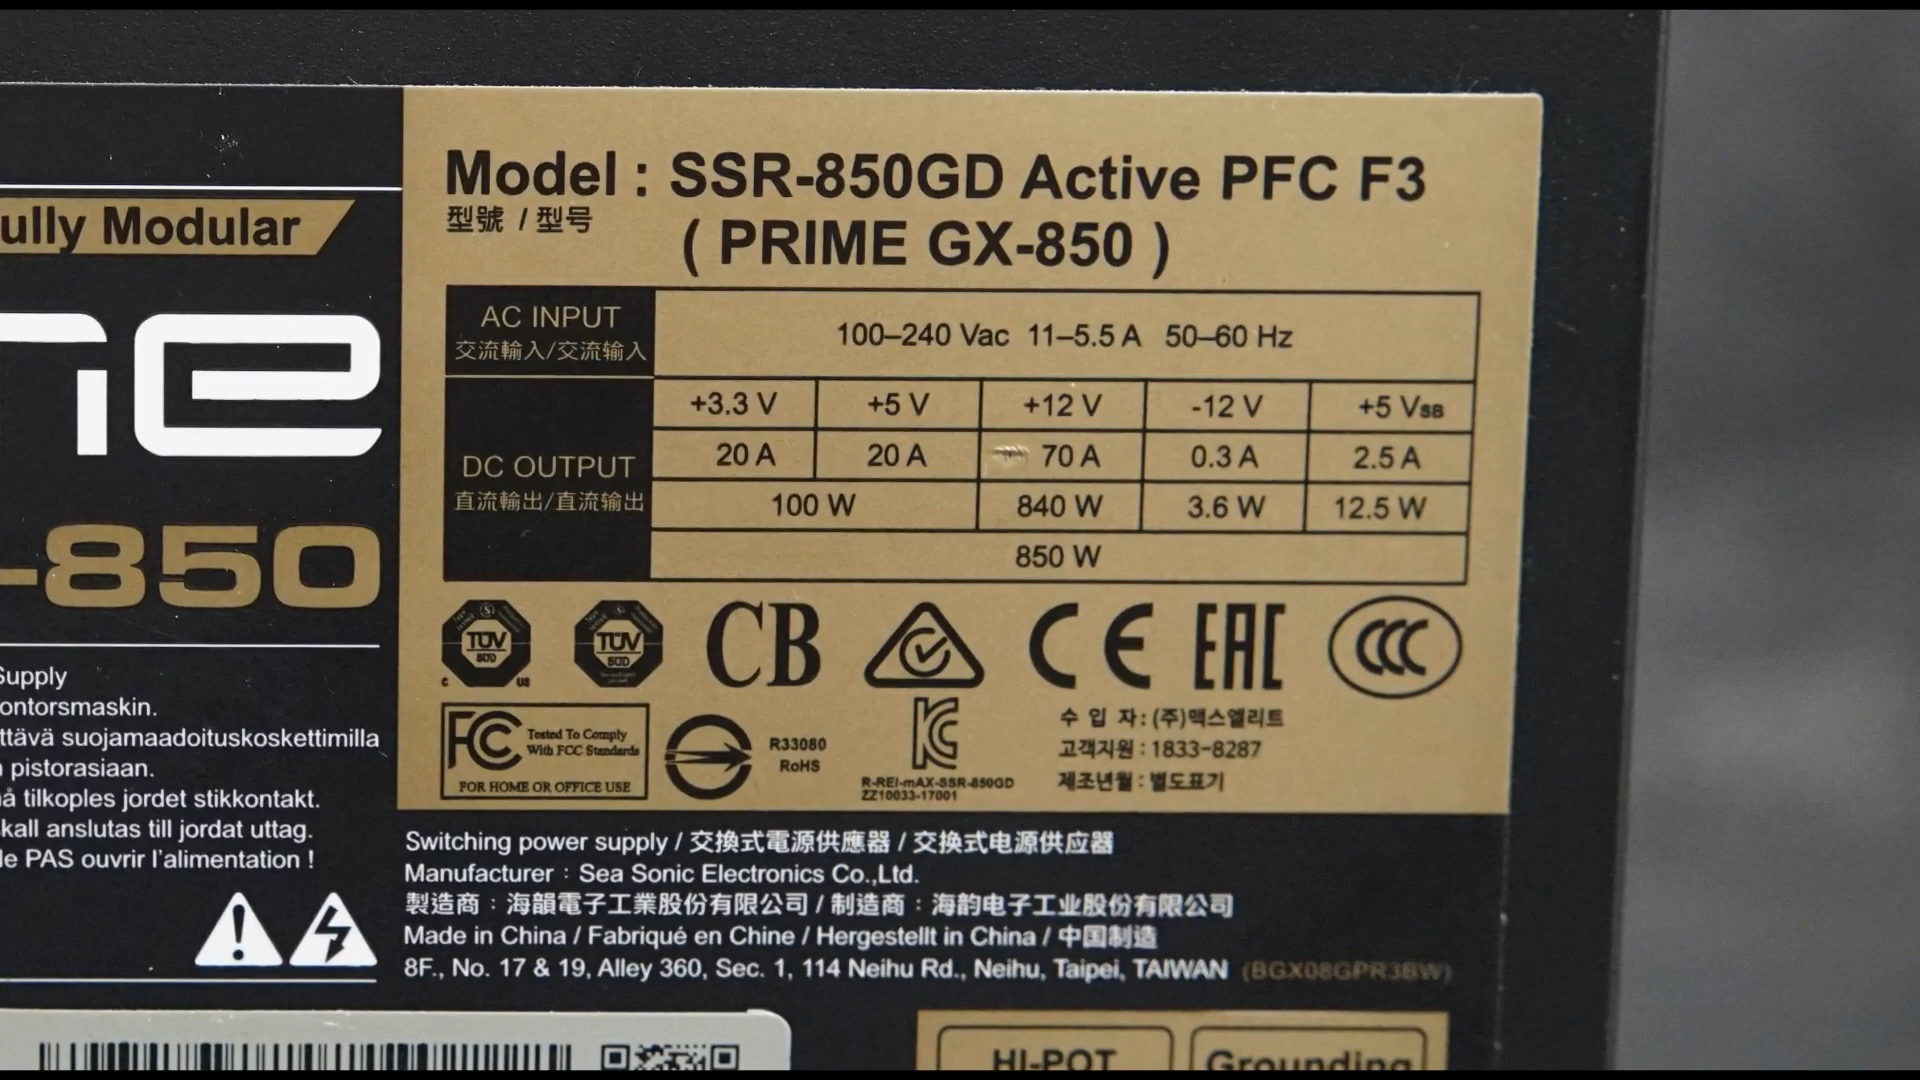 ully Modular
ne
-850
Supply
ontorsmaskin.
ttävä suojamaadoituskoskettimilla
pistorasiaan.
å tilkoples jordet stikkontakt.
kall anslutas till jordat uttag.
le PAS ouvrir l'alimentation !
Model : SSR-850GD Active PFC F3
型號 / 型号
( PRIME GX-850 )
AC INPUT
交流輸入/交流输入
100–240 Vac 11–5.5 A 50–60 Hz
DC OUTPUT
直流輸出/直流输出
+3.3 V +5 V +12 V -12 V +5 VSB
20 A 20 A 70 A 0.3 A 2.5 A
100 W 840 W 3.6 W 12.5 W
850 W
TÜV SÜD
C US
TÜV SÜD
CB
CE
EAC
CCC
FC Tested To Comply
With FCC Standards
FOR HOME OR OFFICE USE
R33080
RoHS
KC
R-REI-mAX-SSR-850GD
ZZ10033-17001
수 입 자 : (주)맥스엘리트
고객지원 : 1833-8287
제조년월 : 별도표기
Switching power supply / 交換式電源供應器 / 交換式电源供应器
Manufacturer : Sea Sonic Electronics Co.,Ltd.
製造商 : 海韻電子工業股份有限公司 / 制造商 : 海韵电子工业股份有限公司
Made in China / Fabriqué en Chine / Hergestellt in China / 中国制造
8F., No. 17 & 19, Alley 360, Sec. 1, 114 Neihu Rd., Neihu, Taipei, TAIWAN (BGX08GPR3BW)
HI-POT
Grounding